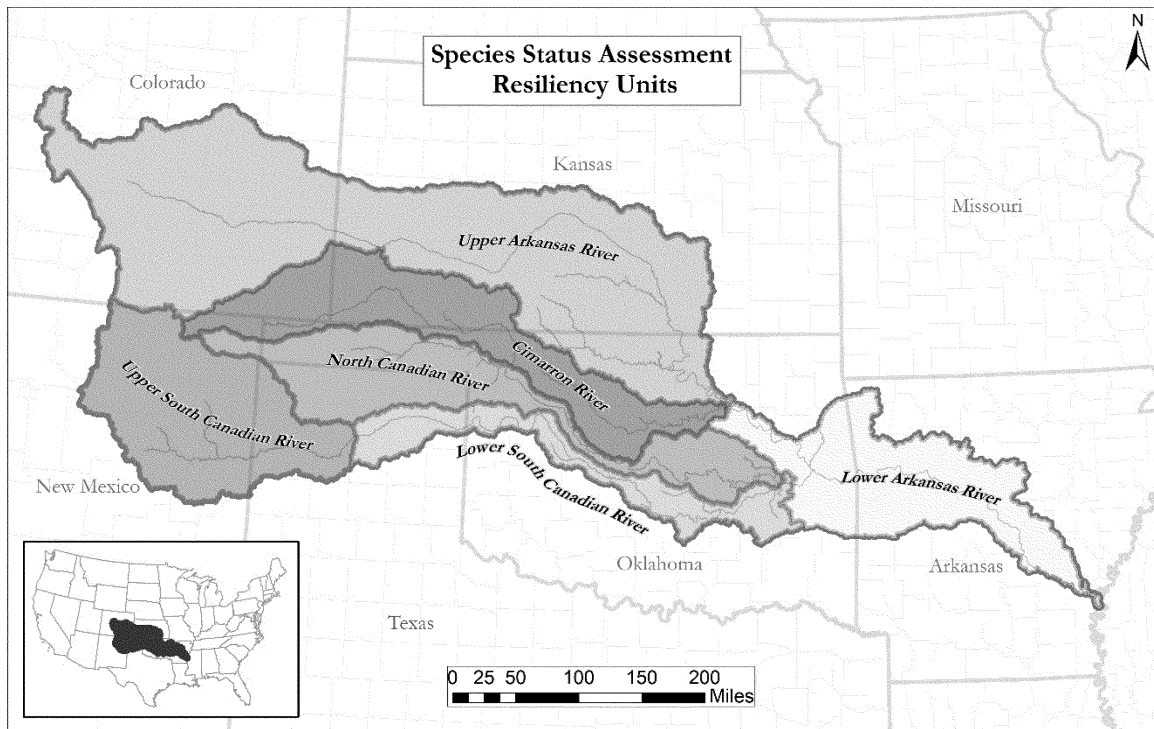 Species Status Assessment
Resiliency Units
N
Colorado
Kansas
Missouri
Upper Arkansas River
Cimarron River
North Canadian River
Upper South Canadian River
Lower South Canadian River
Lower Arkansas River
New Mexico
Oklahoma
Arkansas
Texas
0 25 50 100 150 200
Miles